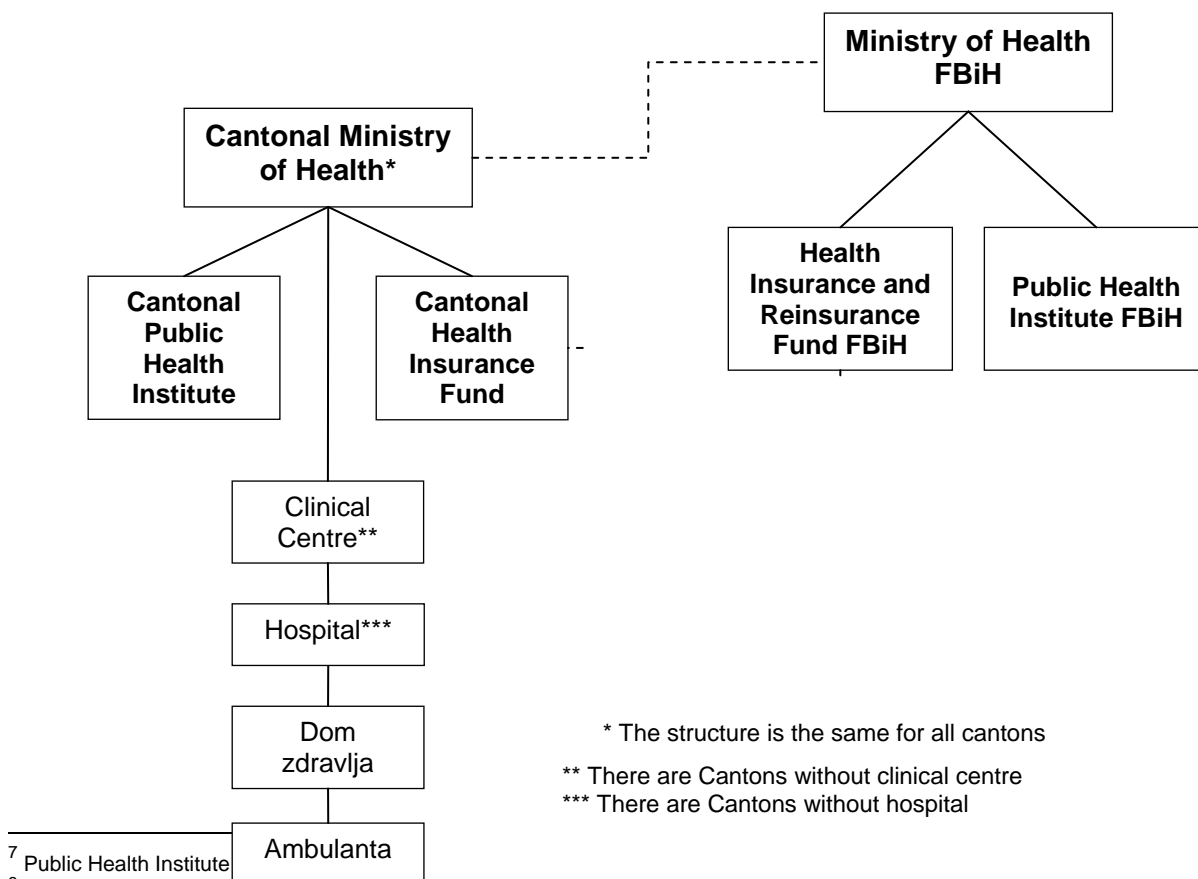 Ministry of Health
FBiH
Cantonal Ministry
of Health*
Cantonal
Public
Health
Institute
Cantonal
Health
Insurance
Fund
Health
Insurance and
Reinsurance
Fund FBiH
Public Health
Institute FBiH
Clinical
Centre**
Hospital***
Dom
zdravlja
Ambulanta
* The structure is the same for all cantons
** There are Cantons without clinical centre
*** There are Cantons without hospital
7 Public Health Institute